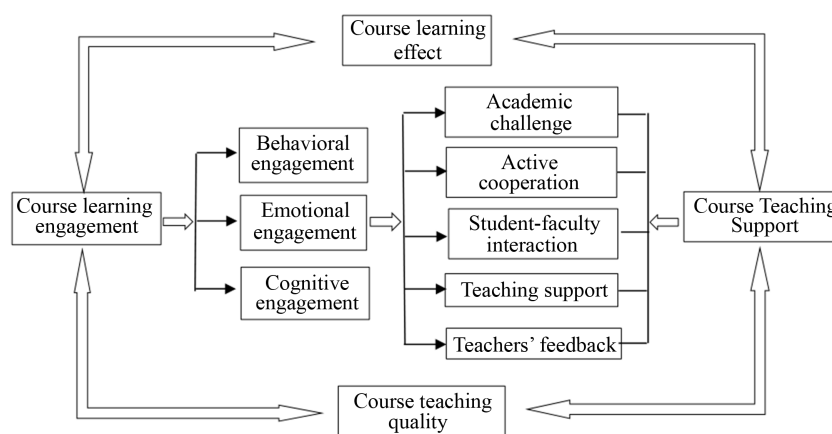 Course learning
effect
Academic
challenge
Behavioral
engagement
Active
cooperation
Course learning
engagement
Emotional
engagement
Student-faculty
interaction
Course Teaching
Support
Cognitive
engagement
Teaching support
Teachers’ feedback
Course teaching
quality